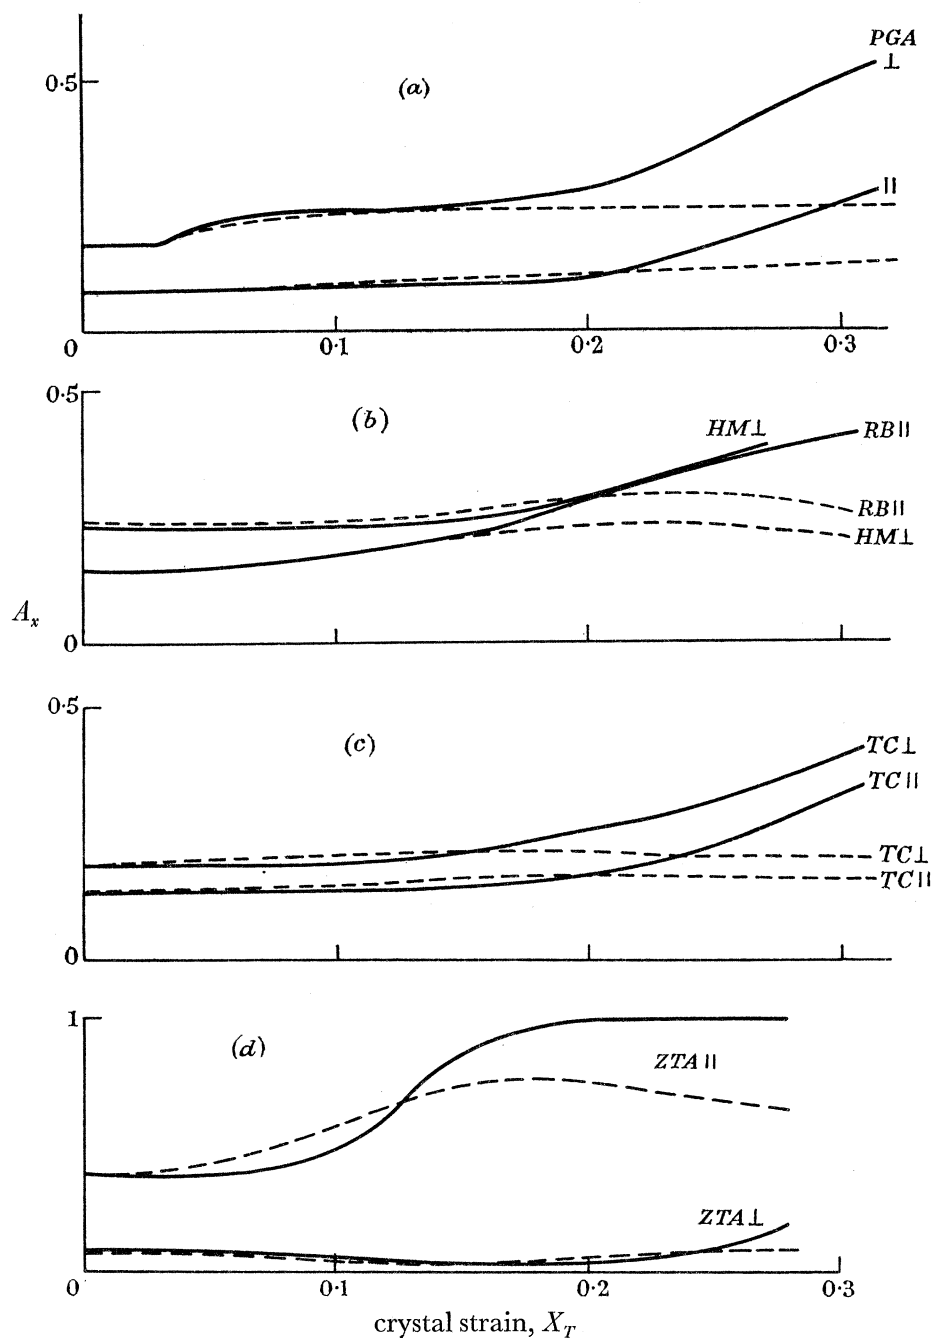 PGA
0·5
(a)
⊥
||
0
0·1
0·2
0·3
0·5
(b)
HM⊥
RB||
RB||
HM⊥
A_x
0
0·5
(c)
TC⊥
TC||
TC⊥
TC||
0
1
(d)
ZTA||
ZTA⊥
0
0·1
0·2
0·3
crystal strain, X_T